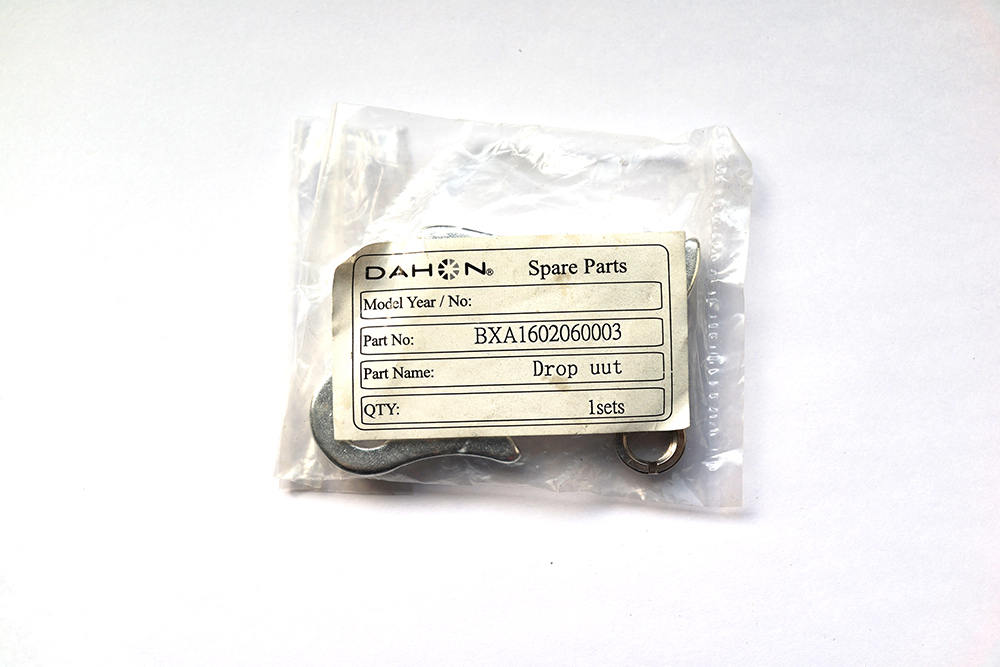 DAHON® Spare Parts
Model Year / No:
Part No: BXA1602060003
Part Name: Drop uut
QTY: 1sets